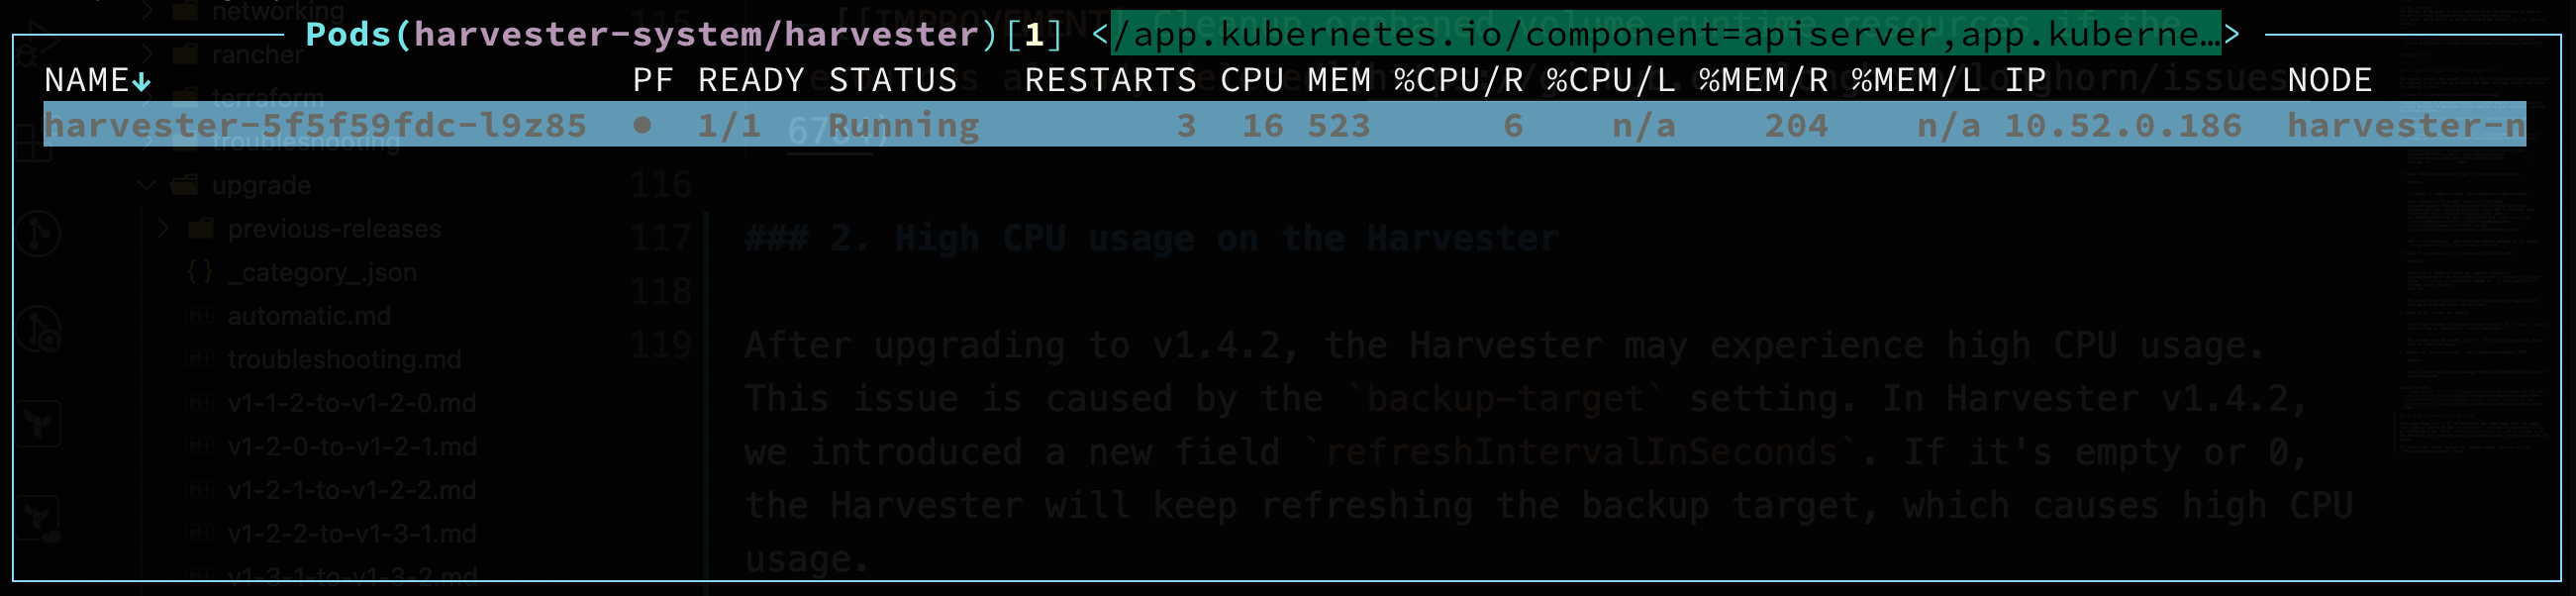 networking
115 [[IMPROVEMENT] Cleanup orphaned volume runtime resources if the
Pods(harvester-system/harvester)[1] </app.kubernetes.io/component=apiserver,app.kuberne…>
rancher
NAME↓ PF READY STATUS RESTARTS CPU MEM %CPU/R %CPU/L %MEM/R %MEM/L IP NODE
terraform
harvester-5f5f59fdc-l9z85 ● 1/1 Running 3 16 523 6 n/a 204 n/a 10.52.0.186 harvester-n
troubleshooting
upgrade
116
previous-releases
117 ### 2. High CPU usage on the Harvester
_category_.json
118
automatic.md
119 After upgrading to v1.4.2, the Harvester may experience high CPU usage.
troubleshooting.md
This issue is caused by the `backup-target` setting. In Harvester v1.4.2,
v1-1-2-to-v1-2-0.md
we introduced a new field `refreshIntervalInSeconds`. If it's empty or 0,
v1-2-0-to-v1-2-1.md
v1-2-1-to-v1-2-2.md
the Harvester will keep refreshing the backup target, which causes high CPU
v1-2-2-to-v1-3-1.md
usage.
v1-3-1-to-v1-3-2.md